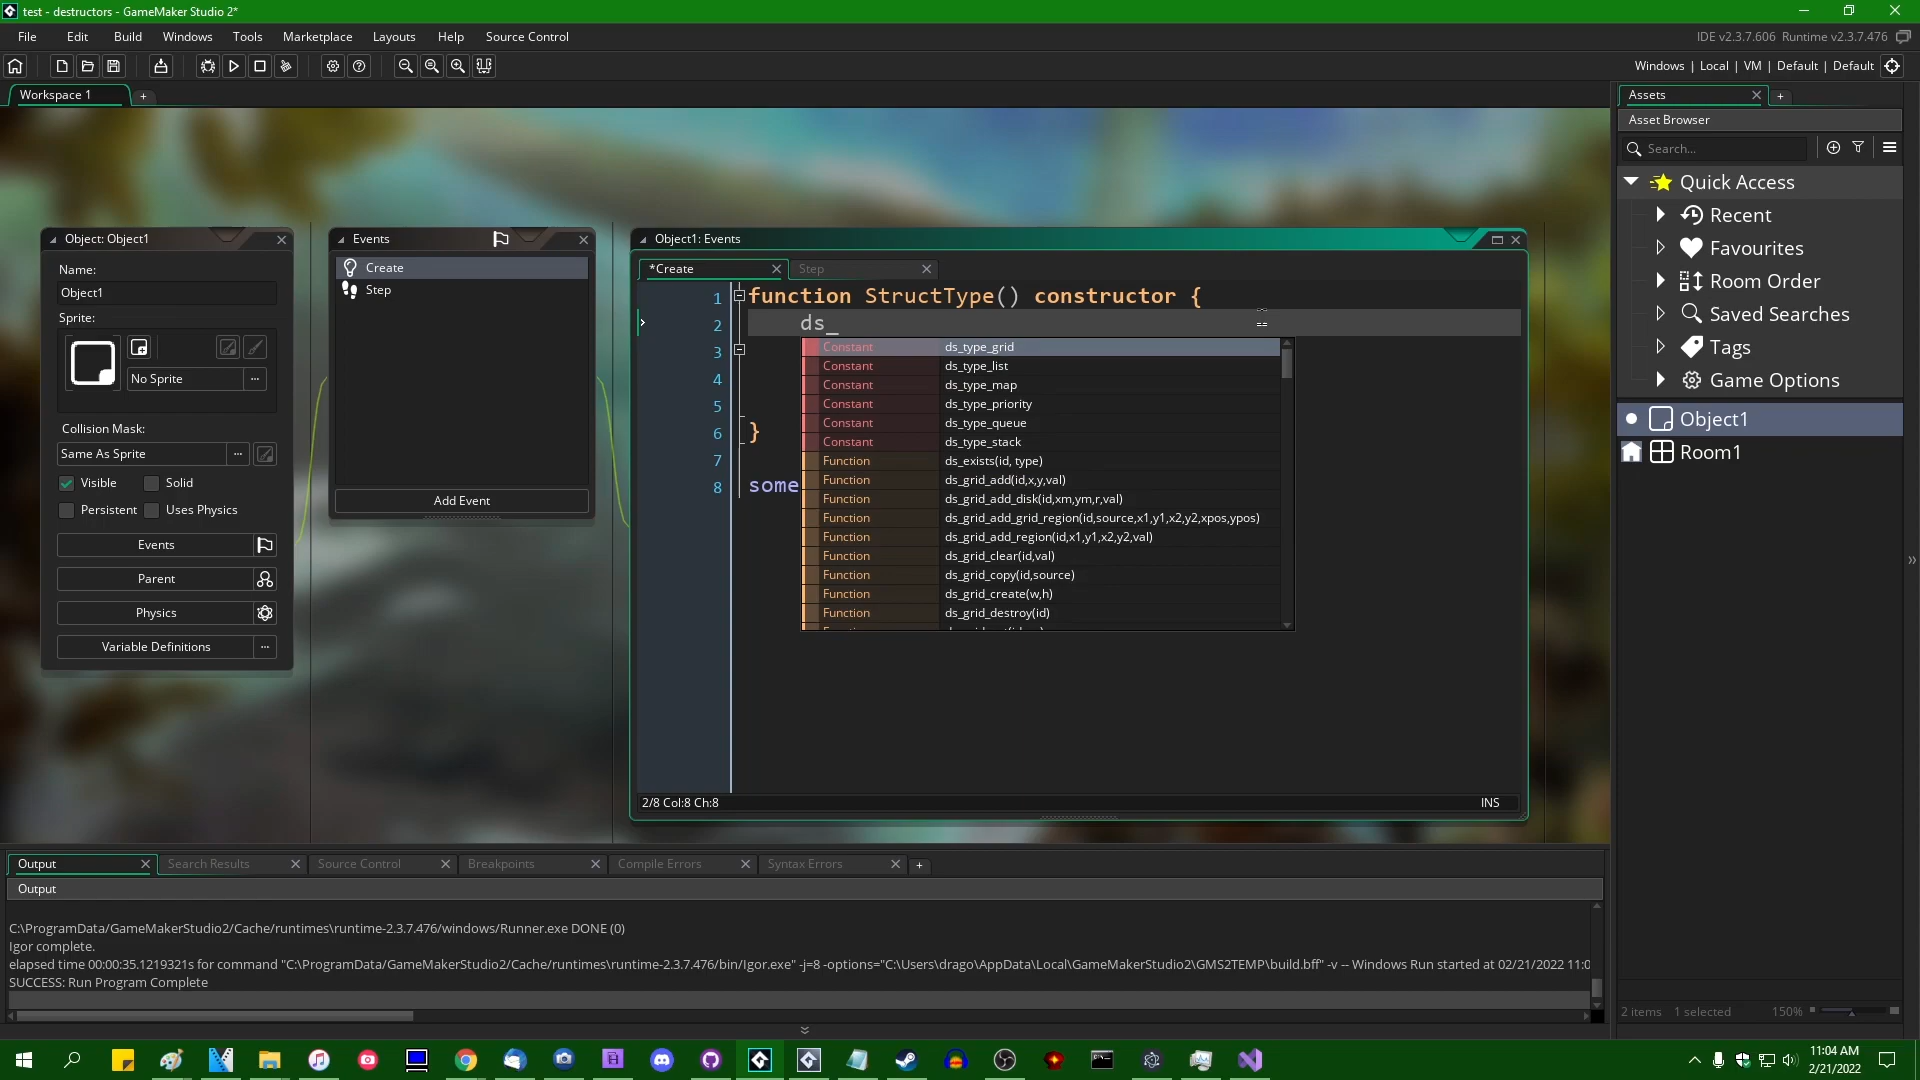 test - destructors - GameMaker Studio 2*
File Edit Build Windows Tools Marketplace Layouts Help Source Control
IDE v2.3.7.606 Runtime v2.3.7.476
Windows | Local | VM | Default | Default
Workspace 1
+
Assets
+
Asset Browser
Search...
Quick Access
Recent
Favourites
Room Order
Saved Searches
Tags
Game Options
Object1
Room1
2 items 1 selected 150%
Object: Object1
Name:
Object1
Sprite:
No Sprite
...
Collision Mask:
Same As Sprite
...
Visible
Solid
Persistent
Uses Physics
Events
Parent
Physics
Variable Definitions
...
Events
Create
Step
Add Event
Object1: Events
*Create
Step
1 function StructType() constructor {
2 ds_
3
4
5
6 }
7
8 some
Constant ds_type_grid
Constant ds_type_list
Constant ds_type_map
Constant ds_type_priority
Constant ds_type_queue
Constant ds_type_stack
Function ds_exists(id, type)
Function ds_grid_add(id,x,y,val)
Function ds_grid_add_disk(id,xm,ym,r,val)
Function ds_grid_add_grid_region(id,source,x1,y1,x2,y2,xpos,ypos)
Function ds_grid_add_region(id,x1,y1,x2,y2,val)
Function ds_grid_clear(id,val)
Function ds_grid_copy(id,source)
Function ds_grid_create(w,h)
Function ds_grid_destroy(id)
2/8 Col:8 Ch:8
INS
Output Search Results Source Control Breakpoints Compile Errors Syntax Errors +
Output
C:\ProgramData/GameMakerStudio2/Cache/runtimes\runtime-2.3.7.476/windows/Runner.exe DONE (0)
Igor complete.
elapsed time 00:00:35.1219321s for command "C:\ProgramData/GameMakerStudio2/Cache/runtimes\runtime-2.3.7.476/bin/Igor.exe" -j=8 -options="C:\Users\drago\AppData\Local\GameMakerStudio2\GMS2TEMP\build.bff" -v -- Windows Run started at 02/21/2022 11:0
SUCCESS: Run Program Complete
11:04 AM
2/21/2022